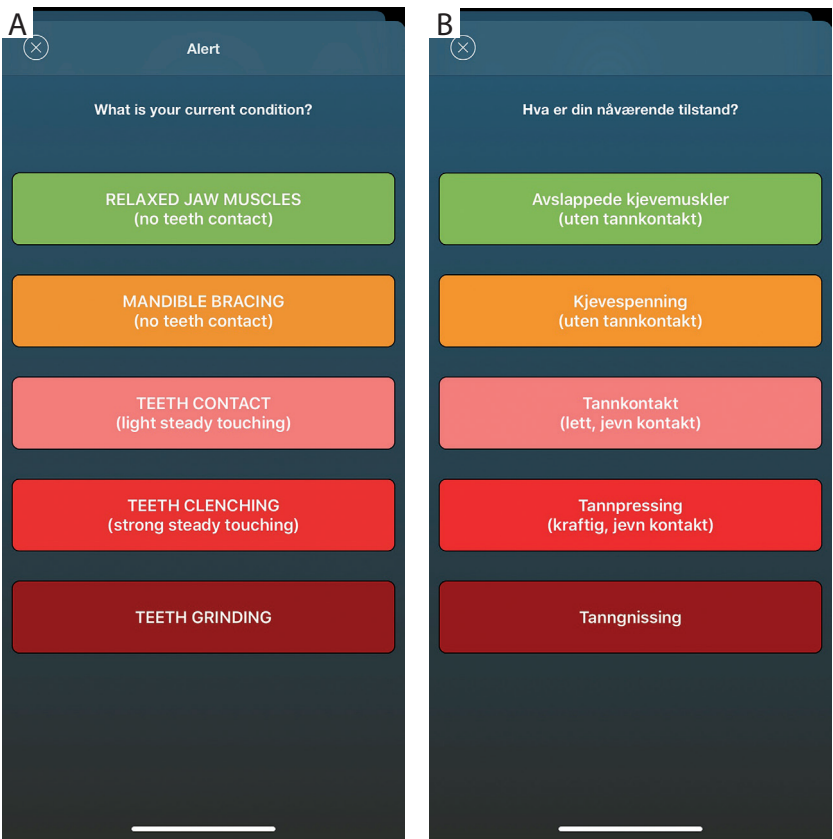 A
Alert
What is your current condition?
RELAXED JAW MUSCLES
(no teeth contact)
MANDIBLE BRACING
(no teeth contact)
TEETH CONTACT
(light steady touching)
TEETH CLENCHING
(strong steady touching)
TEETH GRINDING
B
Hva er din nåværende tilstand?
Avslappede kjevemuskler
(uten tannkontakt)
Kjevespenning
(uten tannkontakt)
Tannkontakt
(lett, jevn kontakt)
Tannpressing
(kraftig, jevn kontakt)
Tanngnissing